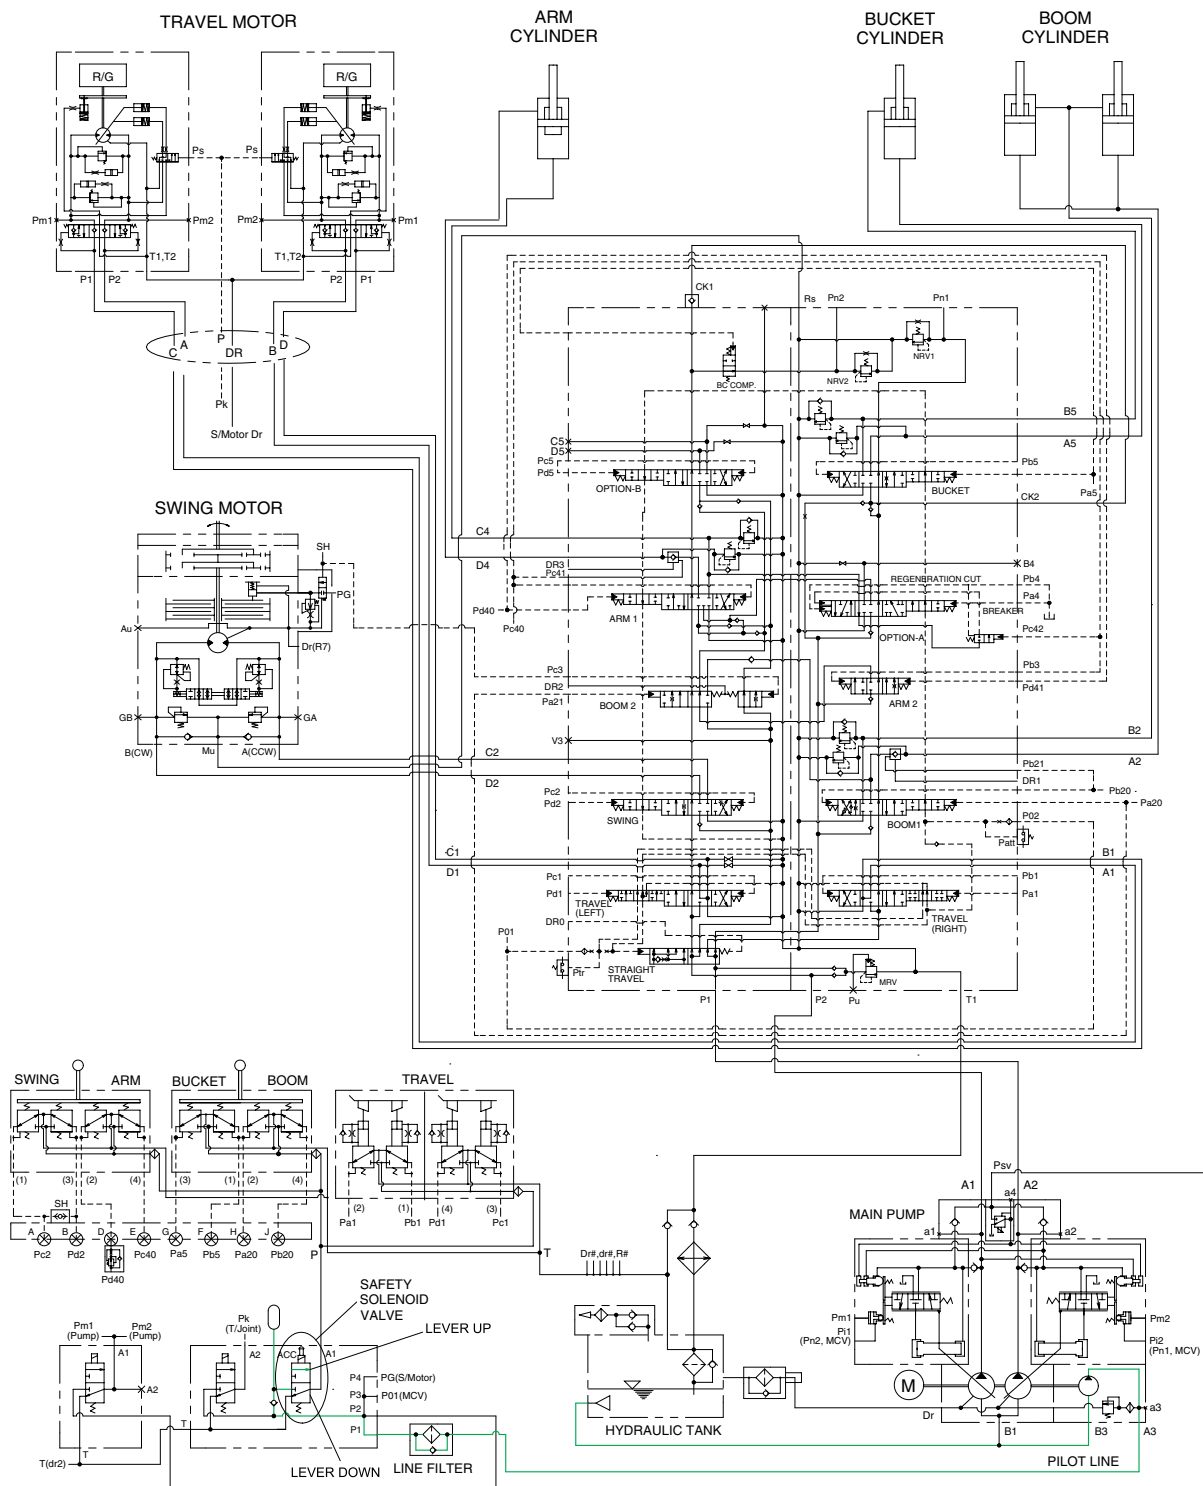 TRAVEL MOTOR
ARM
CYLINDER
BUCKET
CYLINDER
BOOM
CYLINDER
R/G
R/G
Ps
Ps
Pm1
Pm2
Pm2
Pm1
T1,T2
T1,T2
P1
P2
P2
P1
C
A
P
DR
B
D
Pk
S/Motor Dr
CK1
Rs
Pn2
Pn1
NRV1
NRV2
BC COMP.
B5
A5
C5
D5
Pc5
Pd5
OPTION-B
Pb5
BUCKET
Pa5
CK2
SWING MOTOR
SH
PG
Au
Dr(R7)
GB
GA
B(CW)
Mu
A(CCW)
C4
D4
DR3
Pc41
Pd40
Pc40
ARM 1
B4
REGENERATIION CUT
Pb4
Pa4
BREAKER
OPTION-A
Pc42
Pc3
DR2
Pa21
BOOM 2
Pb3
Pd41
ARM 2
V3
B2
A2
C2
D2
Pb21
DR1
Pc2
Pd2
SWING
Pb20
Pa20
BOOM1
P02
Patt
C1
D1
B1
A1
Pc1
Pd1
TRAVEL
(LEFT)
DR0
Pb1
Pa1
TRAVEL
(RIGHT)
P01
Ptr
STRAIGHT
TRAVEL
MRV
P1
P2
Pu
T1
SWING
ARM
BUCKET
BOOM
TRAVEL
(1)
(3)
(2)
(4)
(3)
(1)
(2)
(4)
(2)
(1)
(4)
(3)
Pa1
Pb1
Pd1
Pc1
SH
A
B
D
E
G
F
H
J
Pc2
Pd2
Pd40
Pc40
Pa5
Pb5
Pa20
Pb20
P
T
Dr#,dr#,R#
Psv
A1
a4
A2
MAIN PUMP
a1
a2
Pm1
Pi1
(Pn2, MCV)
Pm2
Pi2
(Pn1, MCV)
SAFETY
SOLENOID
VALVE
LEVER UP
Pm1
(Pump)
Pm2
(Pump)
A1
A2
Pk
(T/Joint)
A2
ACC
A1
P4
PG(S/Motor)
P3
P01(MCV)
P2
P1
T
T
T(dr2)
LEVER DOWN
LINE FILTER
HYDRAULIC TANK
M
Dr
B1
B3
A3
a3
PILOT LINE